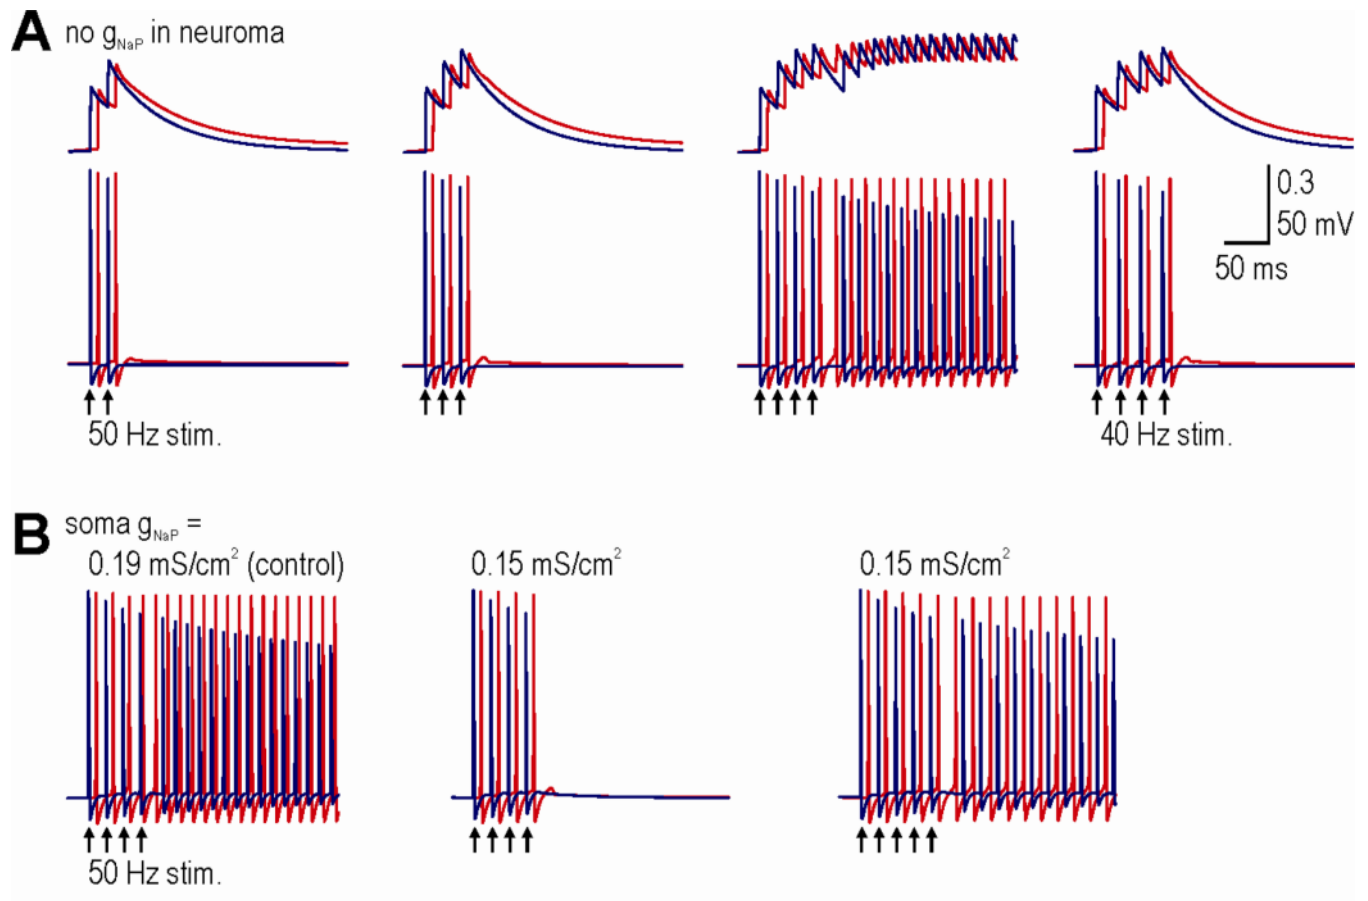 A no gNaP in neuroma
0.3
50 mV
50 ms
50 Hz stim.
40 Hz stim.
B soma gNaP =
0.19 mS/cm² (control)
0.15 mS/cm²
0.15 mS/cm²
50 Hz stim.